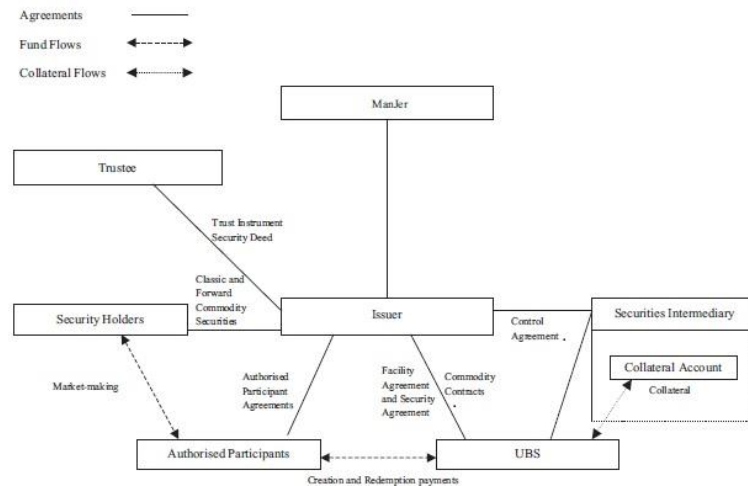 Agreements
Fund Flows
Collateral Flows
ManJer
Trustee
Trust Instrument
Security Deed
Classic and
Forward
Commodity
Securities
Security Holders
Issuer
Securities Intermediary
Control
Agreement
Collateral Account
Collateral
Market-making
Authorised
Participant
Agreements
Facility
Agreement
and Security
Agreement
Commodity
Contracts
Authorised Participants
UBS
Creation and Redemption payments